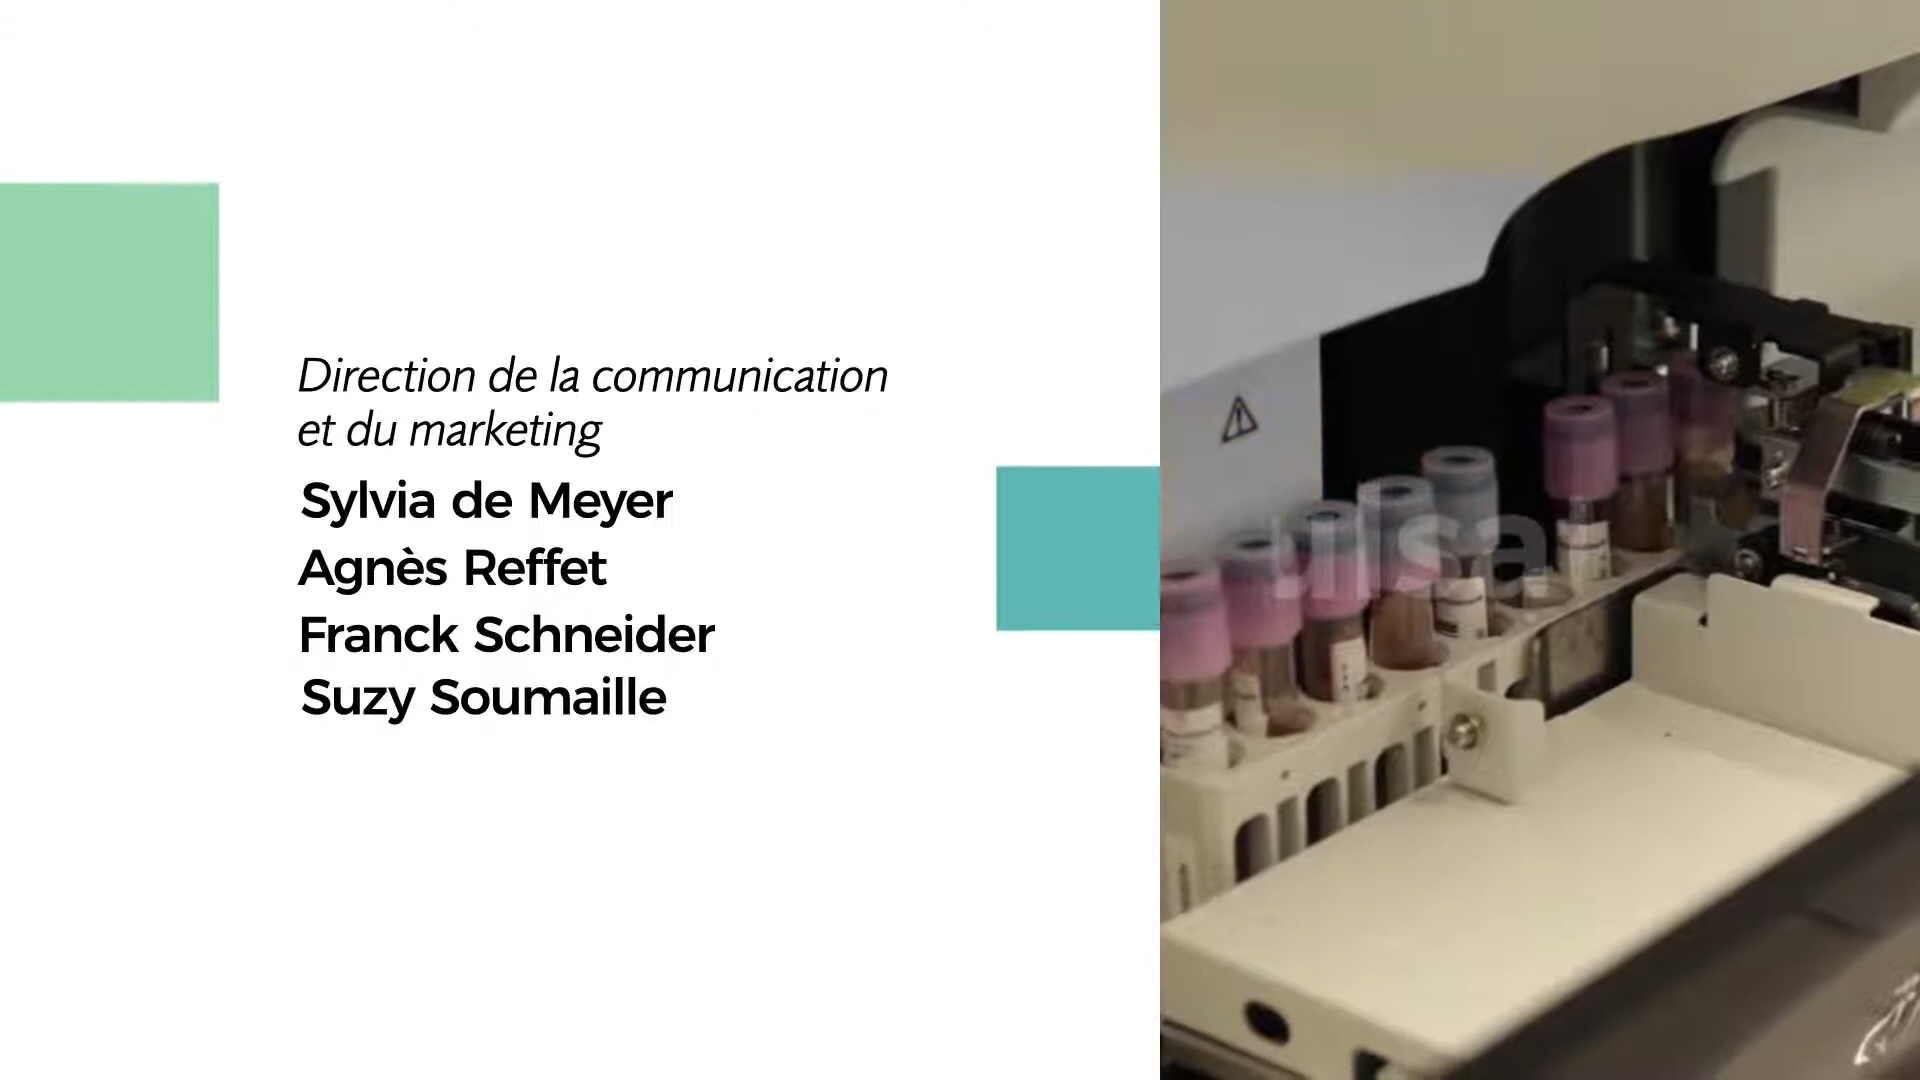 Direction de la communication
et du marketing
Sylvia de Meyer
Agnès Reffet
Franck Schneider
Suzy Soumaille